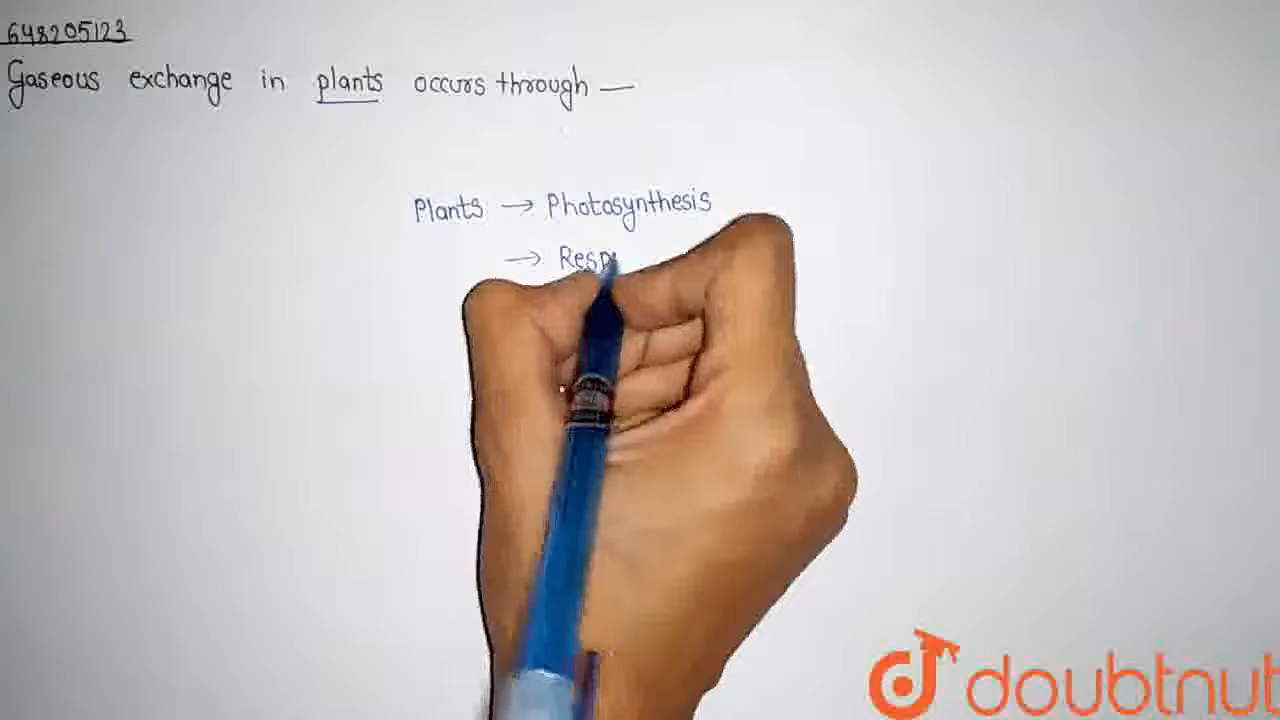 648205123
Gaseous exchange in plants occurs through —
Plants → Photosynthesis
→ Resp
doubtnut